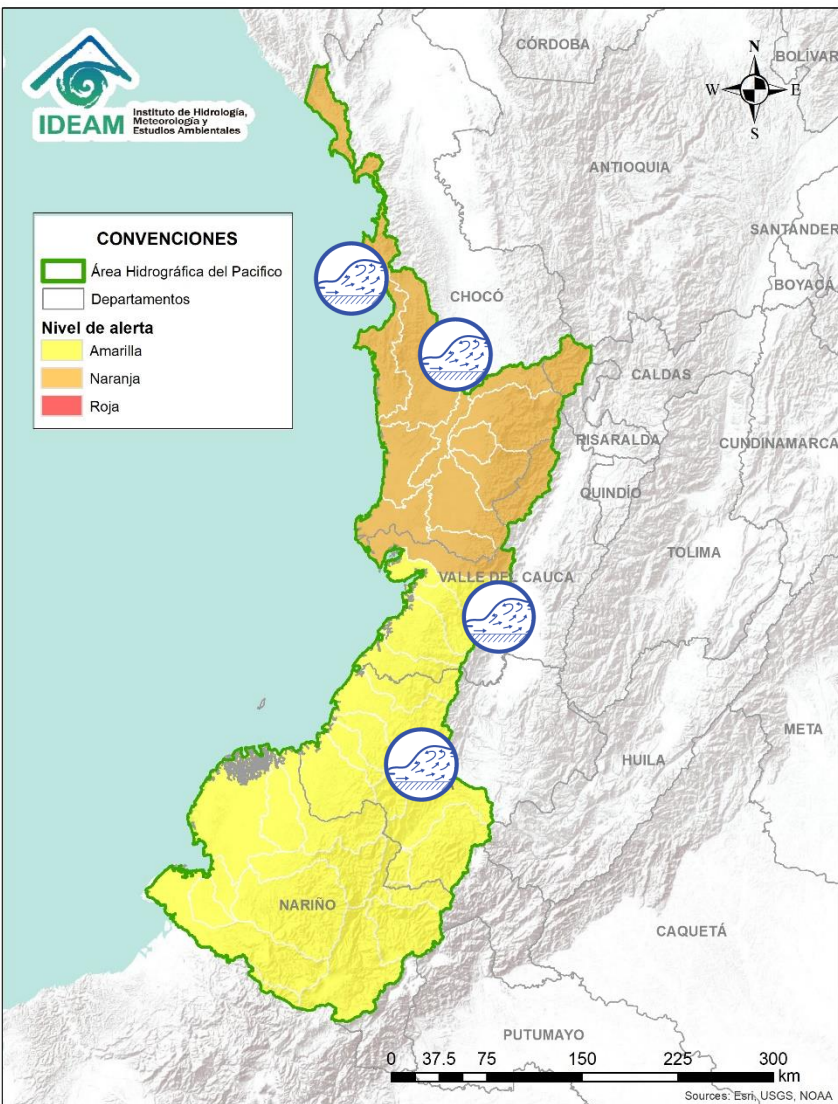 IDEAM
Instituto de Hidrología,
Meteorología y
Estudios Ambientales
CÓRDOBA
BOLÍVAR
N
W
E
S
ANTIOQUIA
SANTANDER
BOYACÁ
CONVENCIONES
Área Hidrográfica del Pacifico
Departamentos
Nivel de alerta
Amarilla
Naranja
Roja
CHOCÓ
CALDAS
RISARALDA
CUNDINAMARCA
QUINDÍO
TOLIMA
VALLE DEL CAUCA
META
HUILA
NARIÑO
CAQUETÁ
PUTUMAYO
0 37.5 75 150 225 300
km
Sources: Esri, USGS, NOAA